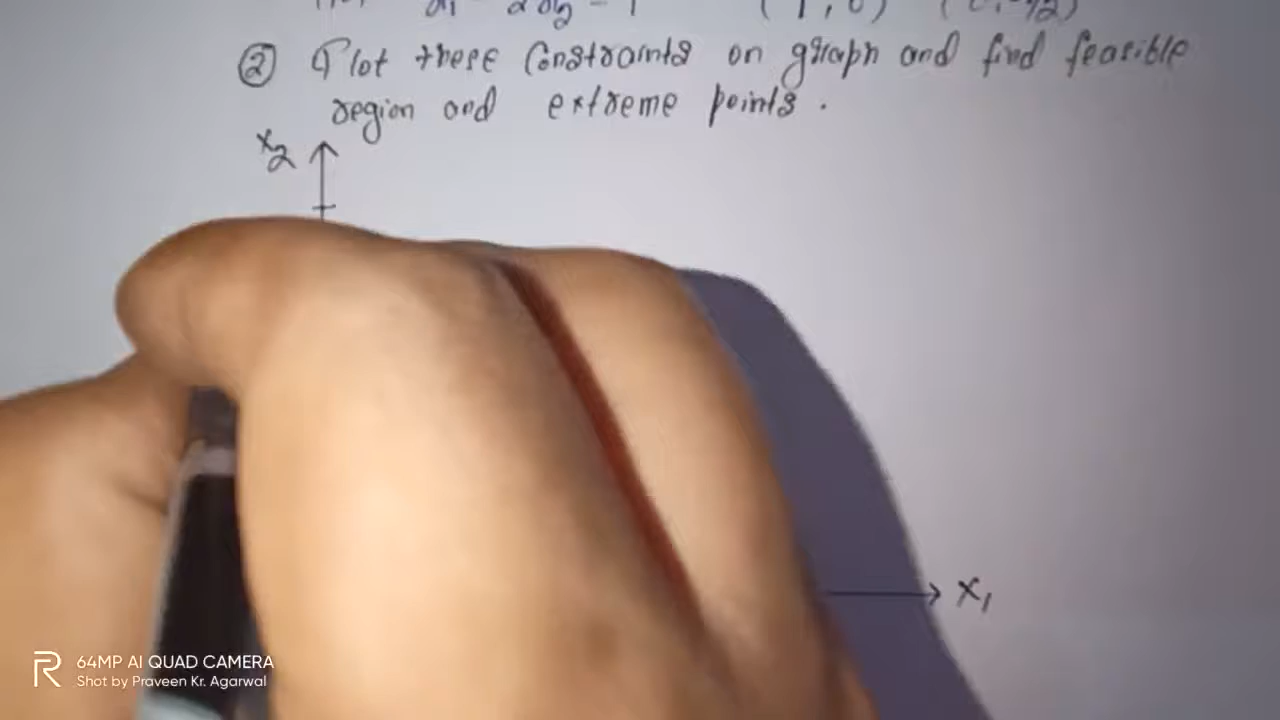 ② Plot these Constraints on graph and find feasible
region and extreme points.
x₂
x₁
64MP AI QUAD CAMERA
Shot by Praveen Kr. Agarwal